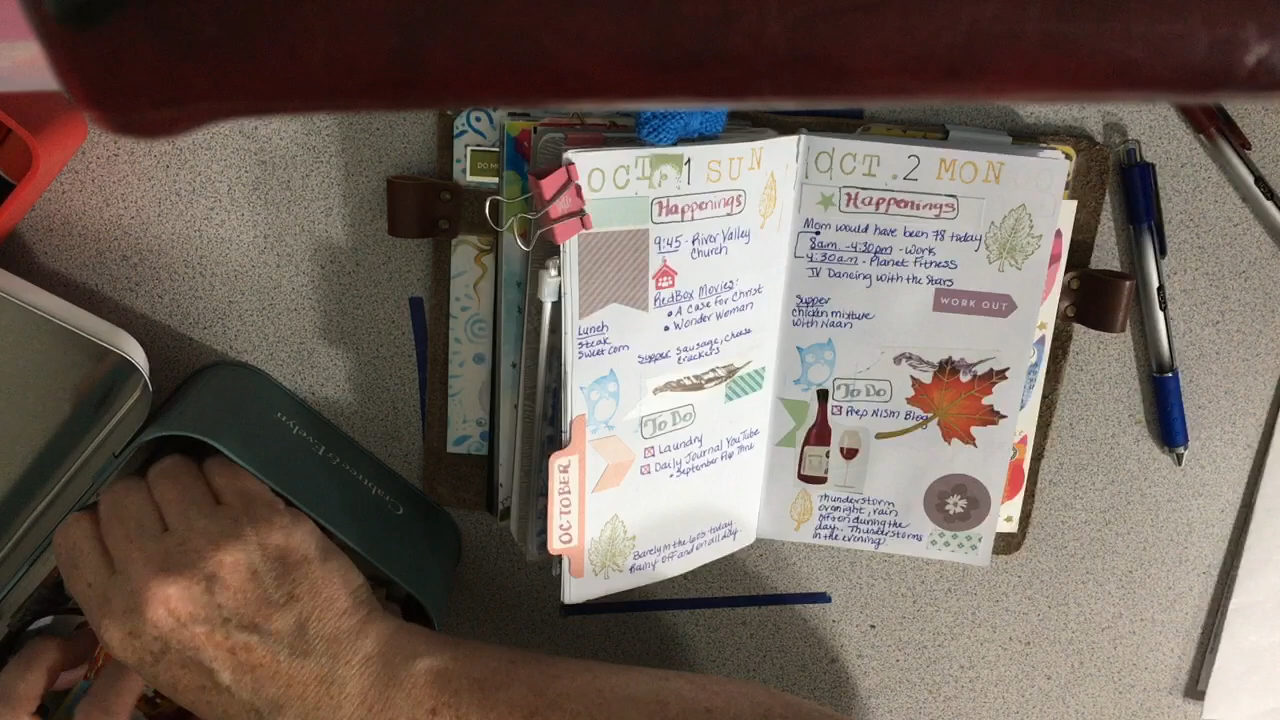 DO
OCT. 1 SUN
Happenings
9:45 - River Valley
Church
RedBox Movies:
• A Case for Christ
• Wonder Woman
Lunch
Steak
Sweet corn
Supper Sausage, Cheese
Crackers
To Do
Laundry
Daily Journal YouTube
• September Flip Thru
OCTOBER
Barely in the 60's today
Rainy off and on all day
OCT. 2 MON
Happenings
Mom would have been 78 today
8am. - 4:30pm - Work
4:30am - Planet Fitness
TV Dancing with the Stars
WORK OUT
Supper
Chicken mixture
with Naan
To Do
Prep NISM Blog
Thunderstorm
overnight, rain
off & on during the
day. Thunderstorms
in the evening
Crabtree & Evelyn